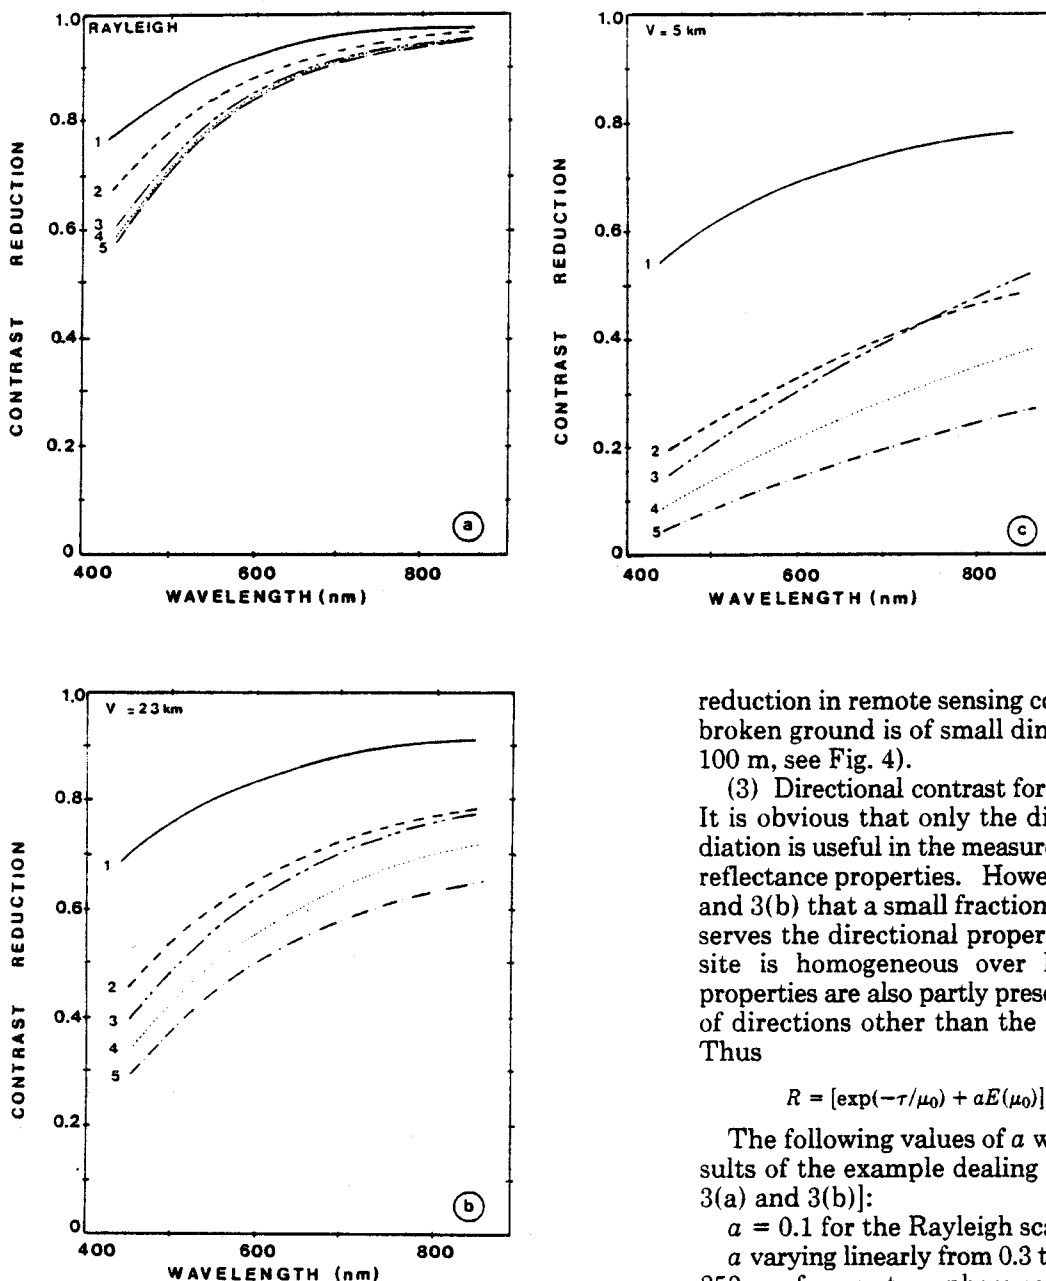 RAYLEIGH
1.0
0.8
0.6
0.4
0.2
0
CONTRAST REDUCTION
1
2
3
4
5
a
400 600 800
WAVELENGTH (nm)
V = 5 km
1.0
0.8
0.6
0.4
0.2
0
CONTRAST REDUCTION
1
2
3
4
5
c
400 600 800
WAVELENGTH (nm)
V = 23 km
1.0
0.8
0.6
0.4
0.2
0
CONTRAST REDUCTION
1
2
3
4
5
b
400 600 800
WAVELENGTH (nm)
reduction in remote sensing
broken ground is of small
100 m, see Fig. 4).
(3) Directional contrast for
It is obvious that only the
diation is useful in the
reflectance properties.
and 3(b) that a small fraction
serves the directional
site is homogeneous over
properties are also partly
of directions other than the
Thus
R = [exp(−τ/μ0) + aE(μ0)]
The following values of a
sults of the example dealing
3(a) and 3(b)]:
a = 0.1 for the Rayleigh
a varying linearly from 0.3